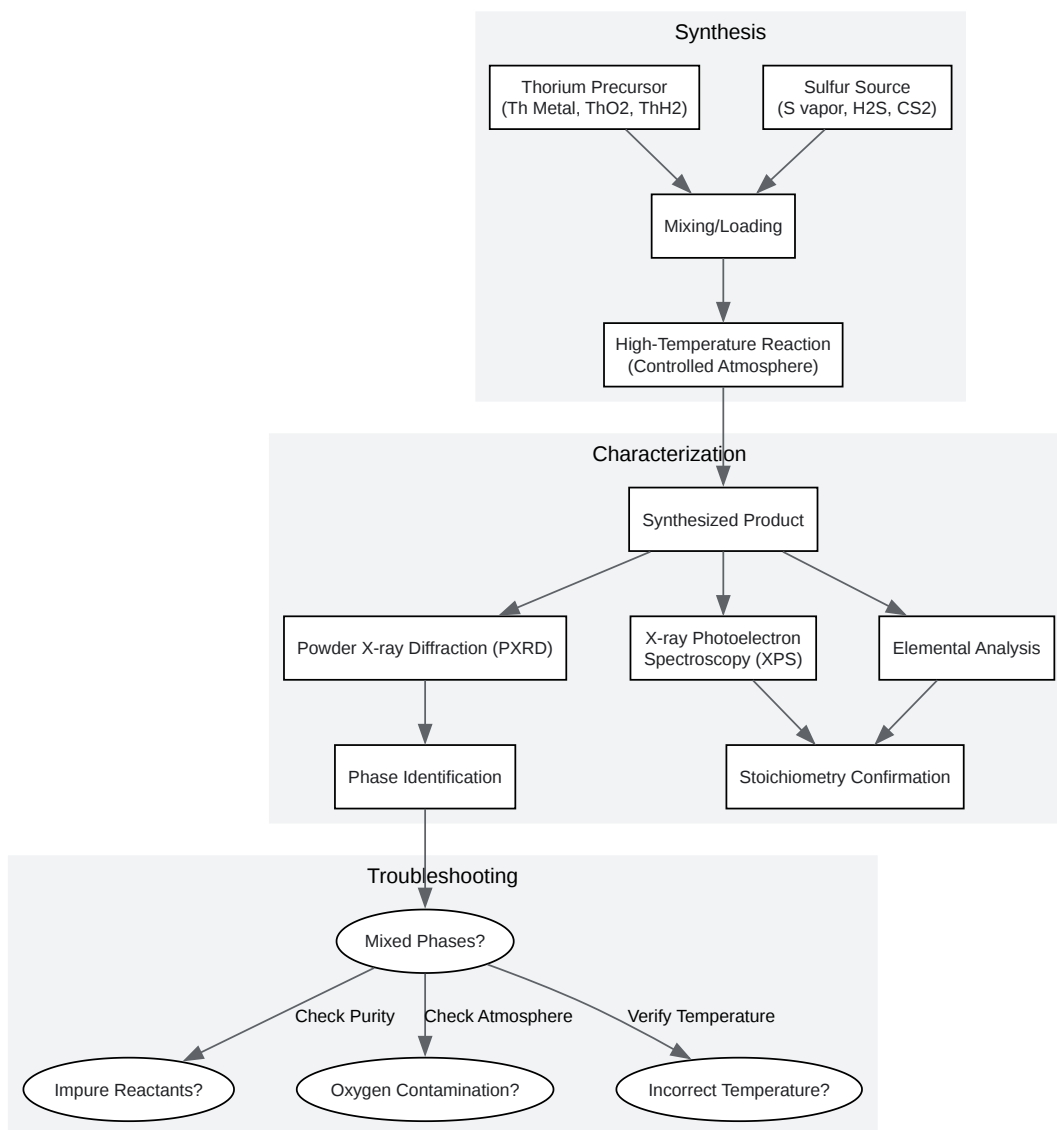 Synthesis
Thorium Precursor
(Th Metal, ThO2, ThH2)
Sulfur Source
(S vapor, H2S, CS2)
Mixing/Loading
High-Temperature Reaction
(Controlled Atmosphere)
Characterization
Synthesized Product
Powder X-ray Diffraction (PXRD)
X-ray Photoelectron
Spectroscopy (XPS)
Elemental Analysis
Phase Identification
Stoichiometry Confirmation
Troubleshooting
Mixed Phases?
Check Purity
Check Atmosphere
Verify Temperature
Impure Reactants?
Oxygen Contamination?
Incorrect Temperature?